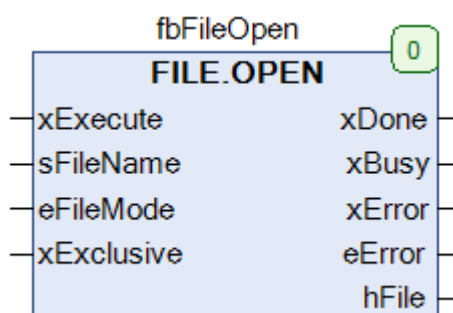 fbFileOpen
0
FILE.OPEN
xExecute xDone
sFileName xBusy
eFileMode xError
xExclusive eError
hFile